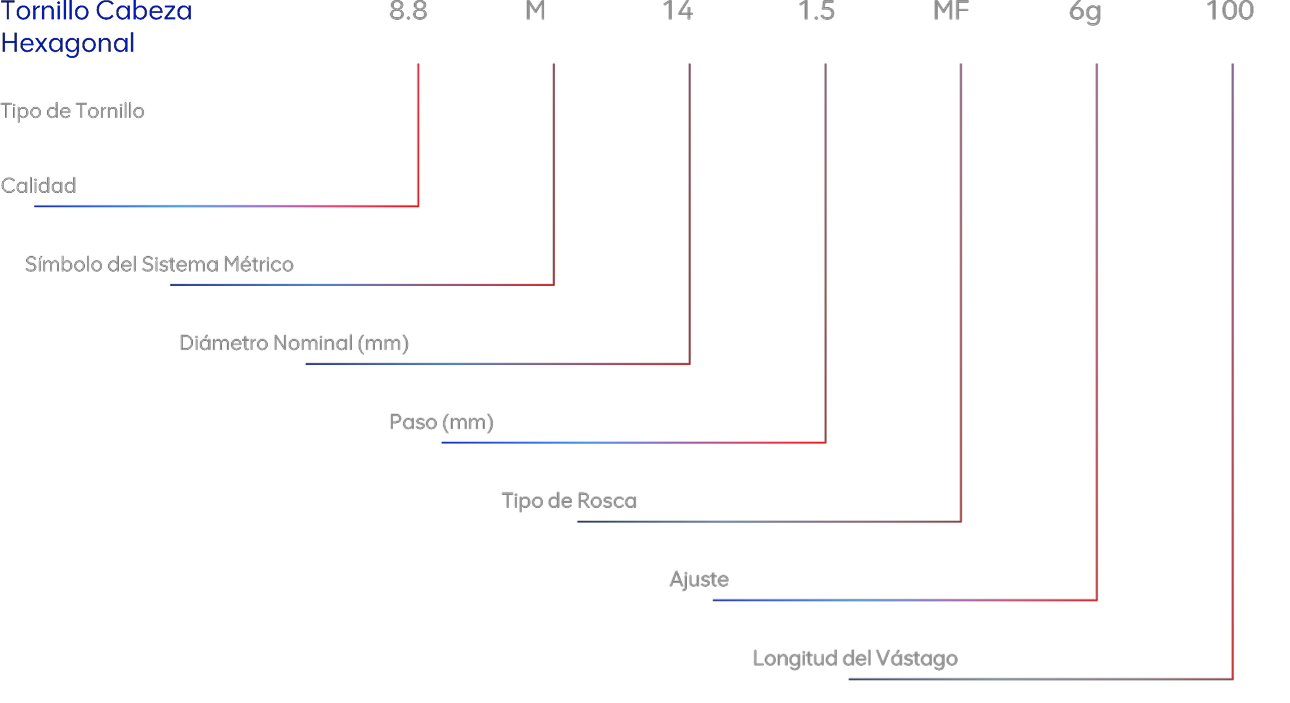 Tornillo Cabeza 8.8 M 14 1.5 MF 6g 100
Hexagonal
Tipo de Tornillo
Calidad
Símbolo del Sistema Métrico
Diámetro Nominal (mm)
Paso (mm)
Tipo de Rosca
Ajuste
Longitud del Vástago